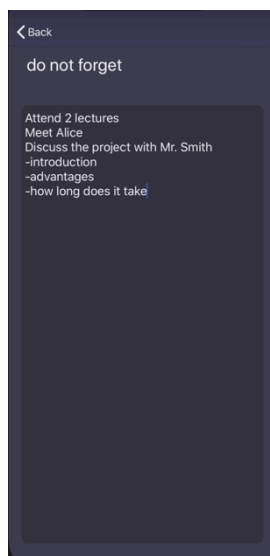 Back
do not forget
Attend 2 lectures
Meet Alice
Discuss the project with Mr. Smith
-introduction
-advantages
-how long does it take